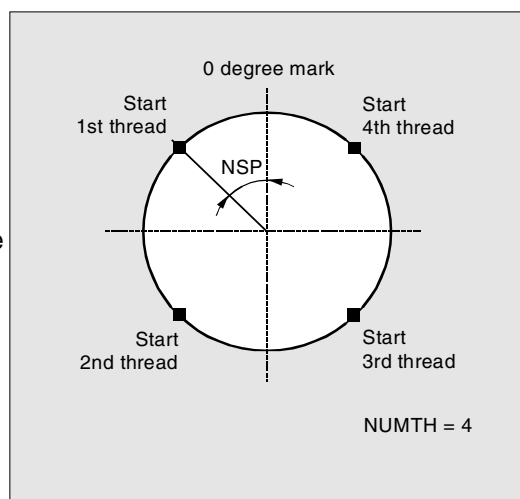 0 degree mark
Start
1st thread
Start
4th thread
NSP
e
Start
2nd thread
Start
3rd thread
NUMTH = 4